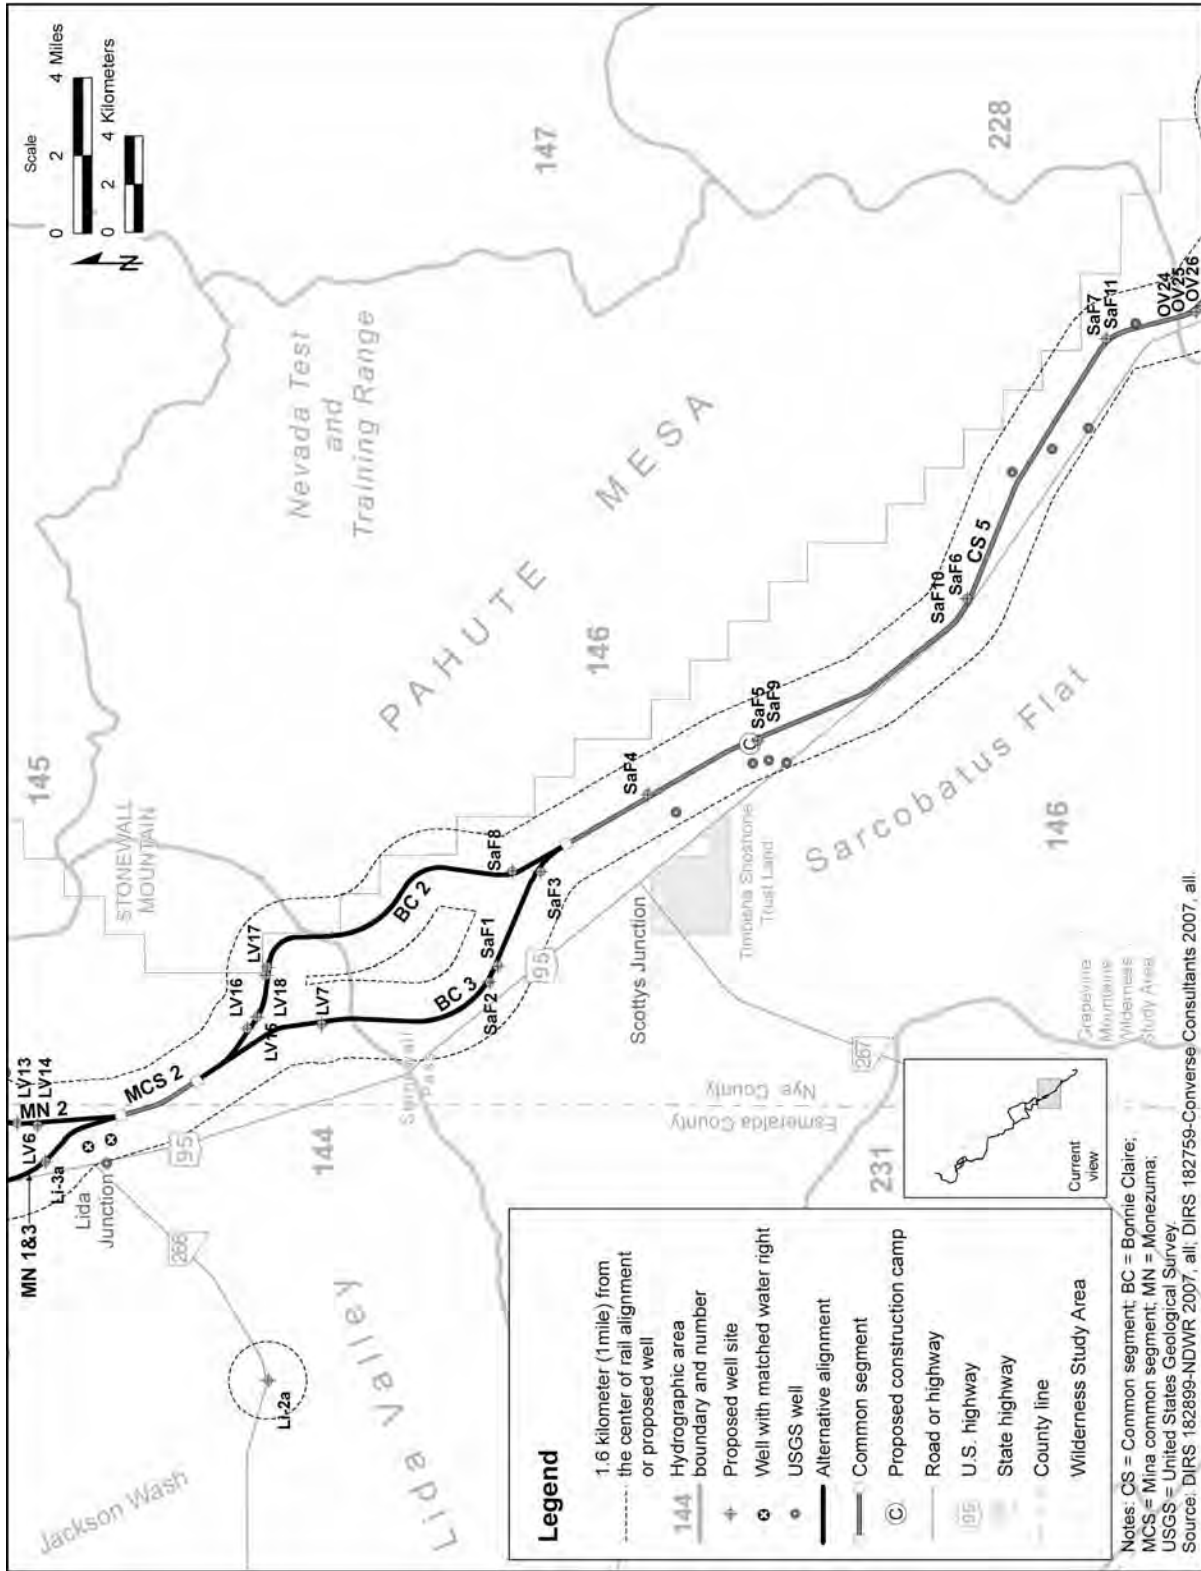 Scale
0 2 4 Miles
0 2 4 Kilometers
N
MN 1&3
MN 2
LV13
LV14
LV6
Li-3a
Lida
Junction
95
266
MCS 2
Jackson Wash
Li-2a
Lida Valley
144
145
STONEWALL
MOUNTAIN
LV16
LV17
LV18
LV7
BC 2
BC 3
SaF8
SaF1
SaF2
SaF3
95
Nevada Test
and
Training Range
PAHUTE MESA
147
146
Esmeralda County
Nye County
Scottys Junction
Timbisha Shoshone
Trust Land
SaF4
C
SaF5
SaF9
267
231
Grapevine
Mountains
Wilderness
Study Area
Sarcobatus Flat
146
SaF10
SaF6
CS 5
228
SaF7
SaF11
OV24
OV25
OV26
Current
view
Legend
1.6 kilometer (1mile) from
the center of rail alignment
or proposed well
144 Hydrographic area
boundary and number
Proposed well site
Well with matched water right
USGS well
Alternative alignment
Common segment
C Proposed construction camp
Road or highway
95 U.S. highway
State highway
County line
Wilderness Study Area
Notes: CS = Common segment; BC = Bonnie Claire;
MCS = Mina common segment; MN = Monezuma;
USGS = United States Geological Survey.
Source: DIRS 182899-NDWR 2007, all; DIRS 182759-Converse Consultants 2007, all.